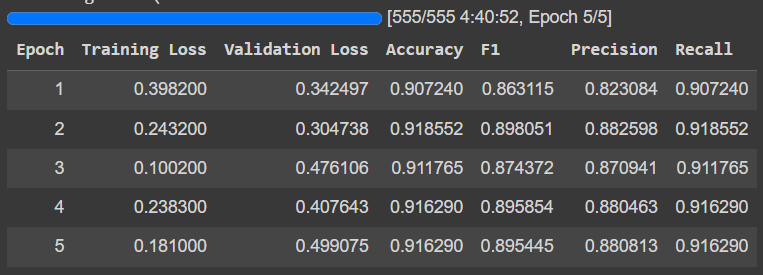 [555/555 4:40:52, Epoch 5/5]
Epoch Training Loss Validation Loss Accuracy F1 Precision Recall
1 0.398200 0.342497 0.907240 0.863115 0.823084 0.907240
2 0.243200 0.304738 0.918552 0.898051 0.882598 0.918552
3 0.100200 0.476106 0.911765 0.874372 0.870941 0.911765
4 0.238300 0.407643 0.916290 0.895854 0.880463 0.916290
5 0.181000 0.499075 0.916290 0.895445 0.880813 0.916290